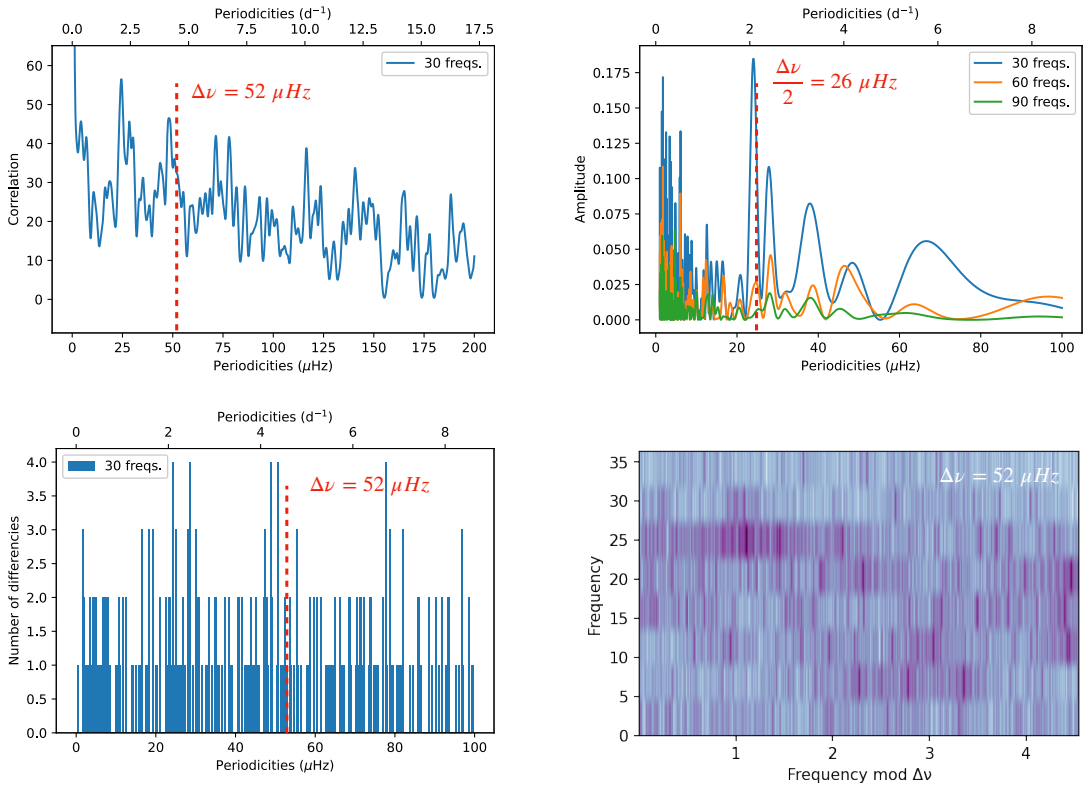 Periodicities (d⁻¹)
0.0 2.5 5.0 7.5 10.0 12.5 15.0 17.5
60
50
40
30
20
10
0
Correlation
30 freqs.
Δν = 52 μHz
0 25 50 75 100 125 150 175 200
Periodicities (μHz)
Periodicities (d⁻¹)
0 2 4 6 8
0.175
0.150
0.125
0.100
0.075
0.050
0.025
0.000
Amplitude
Δν/2 = 26 μHz
30 freqs.
60 freqs.
90 freqs.
0 20 40 60 80 100
Periodicities (μHz)
Periodicities (d⁻¹)
0 2 4 6 8
4.0
3.5
3.0
2.5
2.0
1.5
1.0
0.5
0.0
Number of differencies
30 freqs.
Δν = 52 μHz
0 20 40 60 80 100
Periodicities (μHz)
35
30
25
20
15
10
5
0
Frequency
Δν = 52 μHz
1 2 3 4
Frequency mod Δν